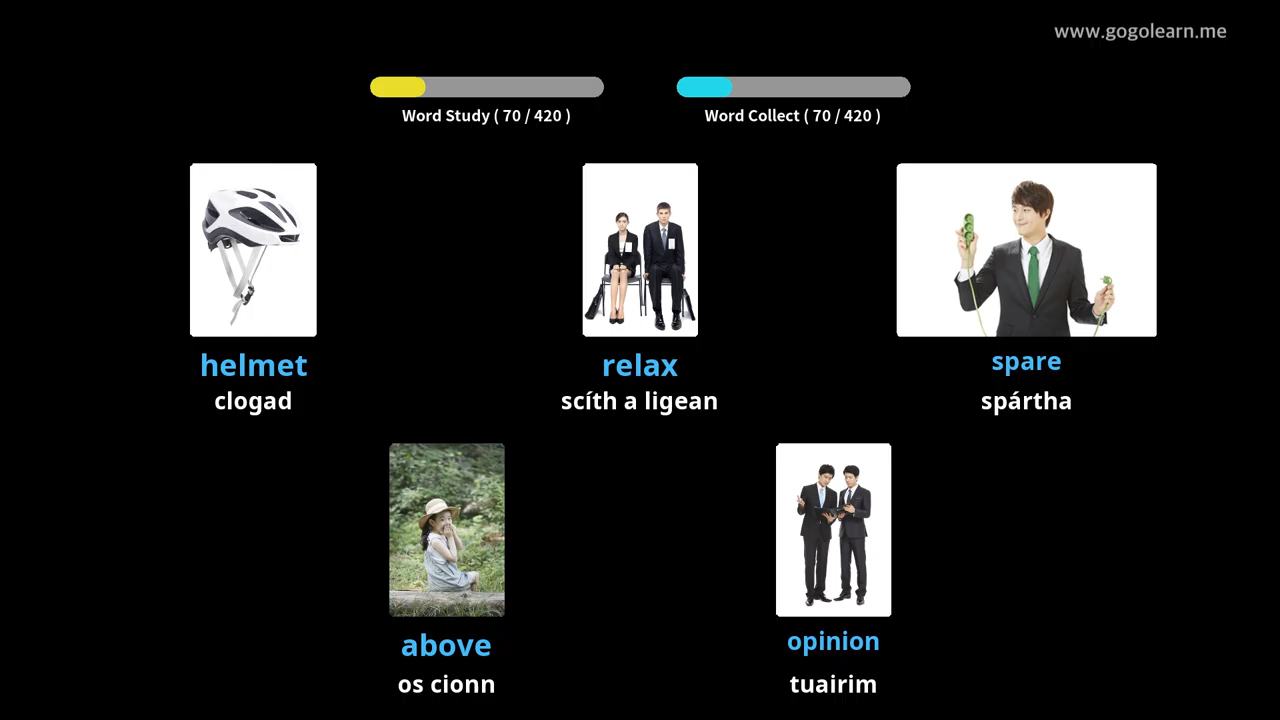 www.gogolearn.me
Word Study ( 70 / 420 )
Word Collect ( 70 / 420 )
helmet
clogad
relax
scíth a ligean
spare
spártha
above
os cionn
opinion
tuairim